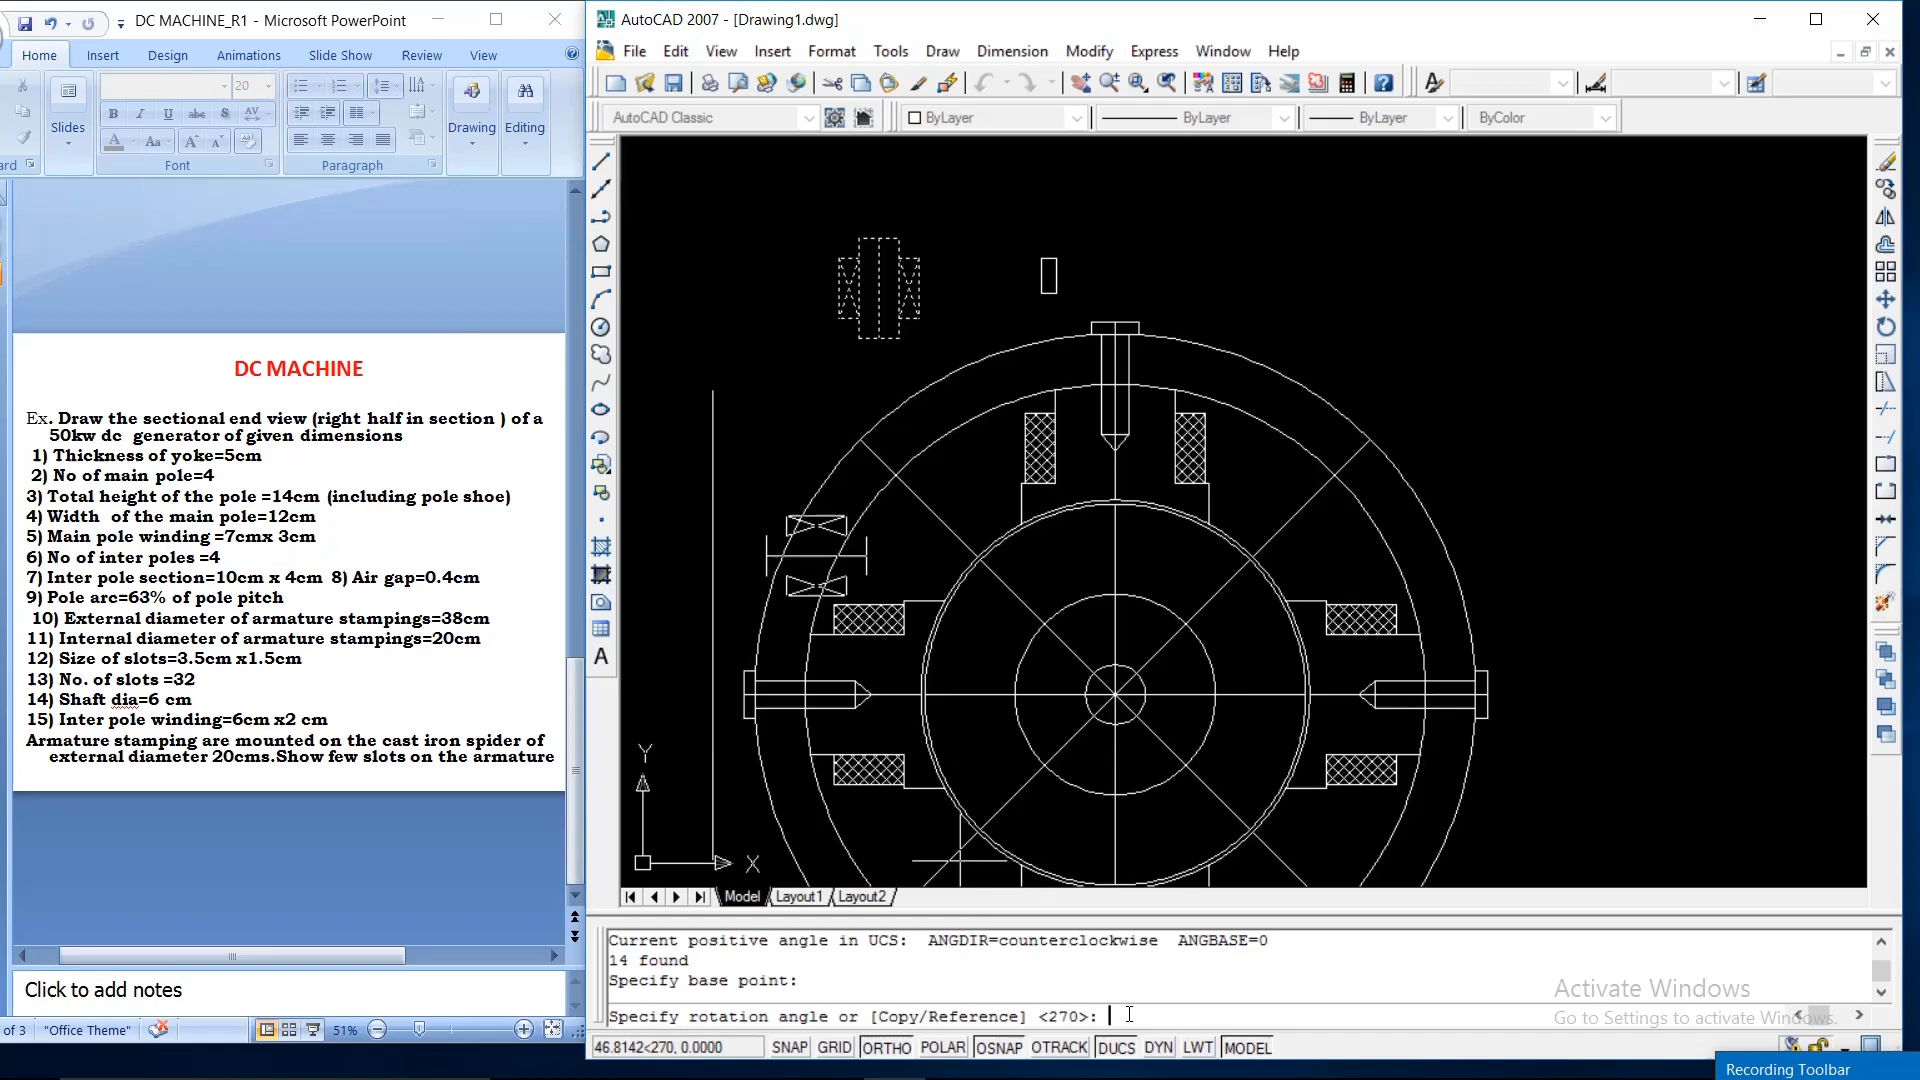 DC MACHINE_R1 - Microsoft PowerPoint
Home Insert Design Animations Slide Show Review View
20
Slides
Drawing
Editing
B I U abc S AV
A Aa A A
ard Font Paragraph
DC MACHINE
Ex. Draw the sectional end view (right half in section ) of a
50kw dc generator of given dimensions
1) Thickness of yoke=5cm
2) No of main pole=4
3) Total height of the pole =14cm (including pole shoe)
4) Width of the main pole=12cm
5) Main pole winding =7cmx 3cm
6) No of inter poles =4
7) Inter pole section=10cm x 4cm 8) Air gap=0.4cm
9) Pole arc=63% of pole pitch
10) External diameter of armature stampings=38cm
11) Internal diameter of armature stampings=20cm
12) Size of slots=3.5cm x1.5cm
13) No. of slots =32
14) Shaft dia=6 cm
15) Inter pole winding=6cm x2 cm
Armature stamping are mounted on the cast iron spider of
external diameter 20cms.Show few slots on the armature
Click to add notes
of 3 "Office Theme" 51%
AutoCAD 2007 - [Drawing1.dwg]
File Edit View Insert Format Tools Draw Dimension Modify Express Window Help
AutoCAD Classic ByLayer ByLayer ByLayer ByColor
A
Y
X
Model Layout1 Layout2
Current positive angle in UCS: ANGDIR=counterclockwise ANGBASE=0
14 found
Specify base point:
Specify rotation angle or [Copy/Reference] <270>:
Activate Windows
Go to Settings to activate Windows.
46.8142<270, 0.0000 SNAP GRID ORTHO POLAR OSNAP OTRACK DUCS DYN LWT MODEL
Recording Toolbar